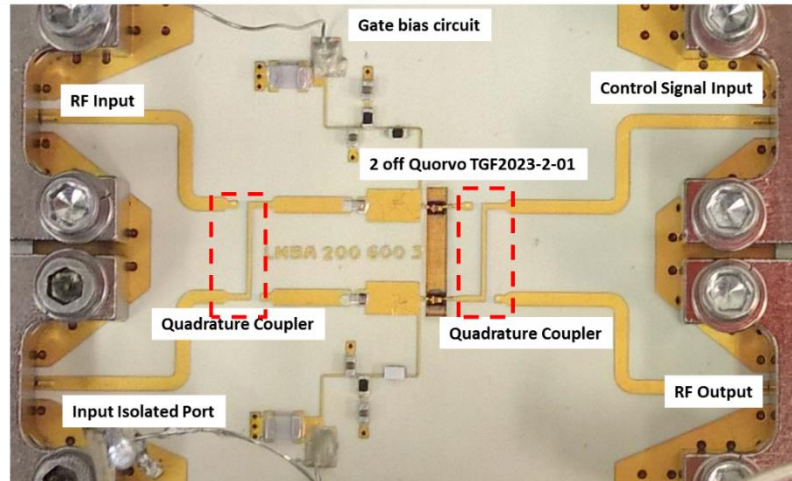 Gate bias circuit
RF Input
Control Signal Input
2 off Quorvo TGF2023-2-01
LMBA 200 600 3
Quadrature Coupler
Quadrature Coupler
RF Output
Input Isolated Port